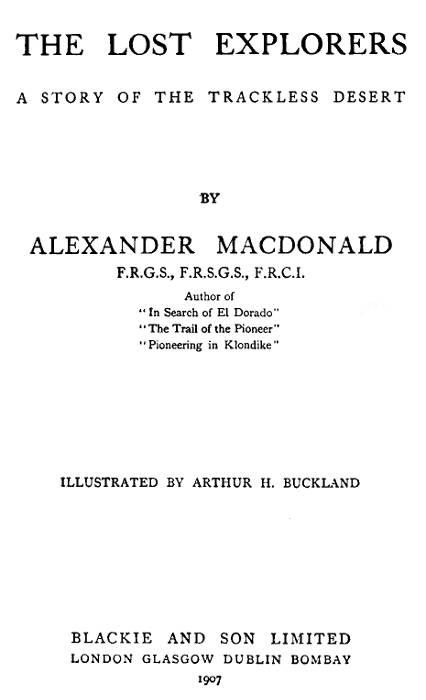 THE LOST EXPLORERS
A STORY OF THE TRACKLESS DESERT
BY
ALEXANDER MACDONALD
F.R.G.S., F.R.S.G.S., F.R.C.I.
Author of
"In Search of El Dorado"
"The Trail of the Pioneer"
"Pioneering in Klondike"
ILLUSTRATED BY ARTHUR H. BUCKLAND
BLACKIE AND SON LIMITED
LONDON GLASGOW DUBLIN BOMBAY
1907